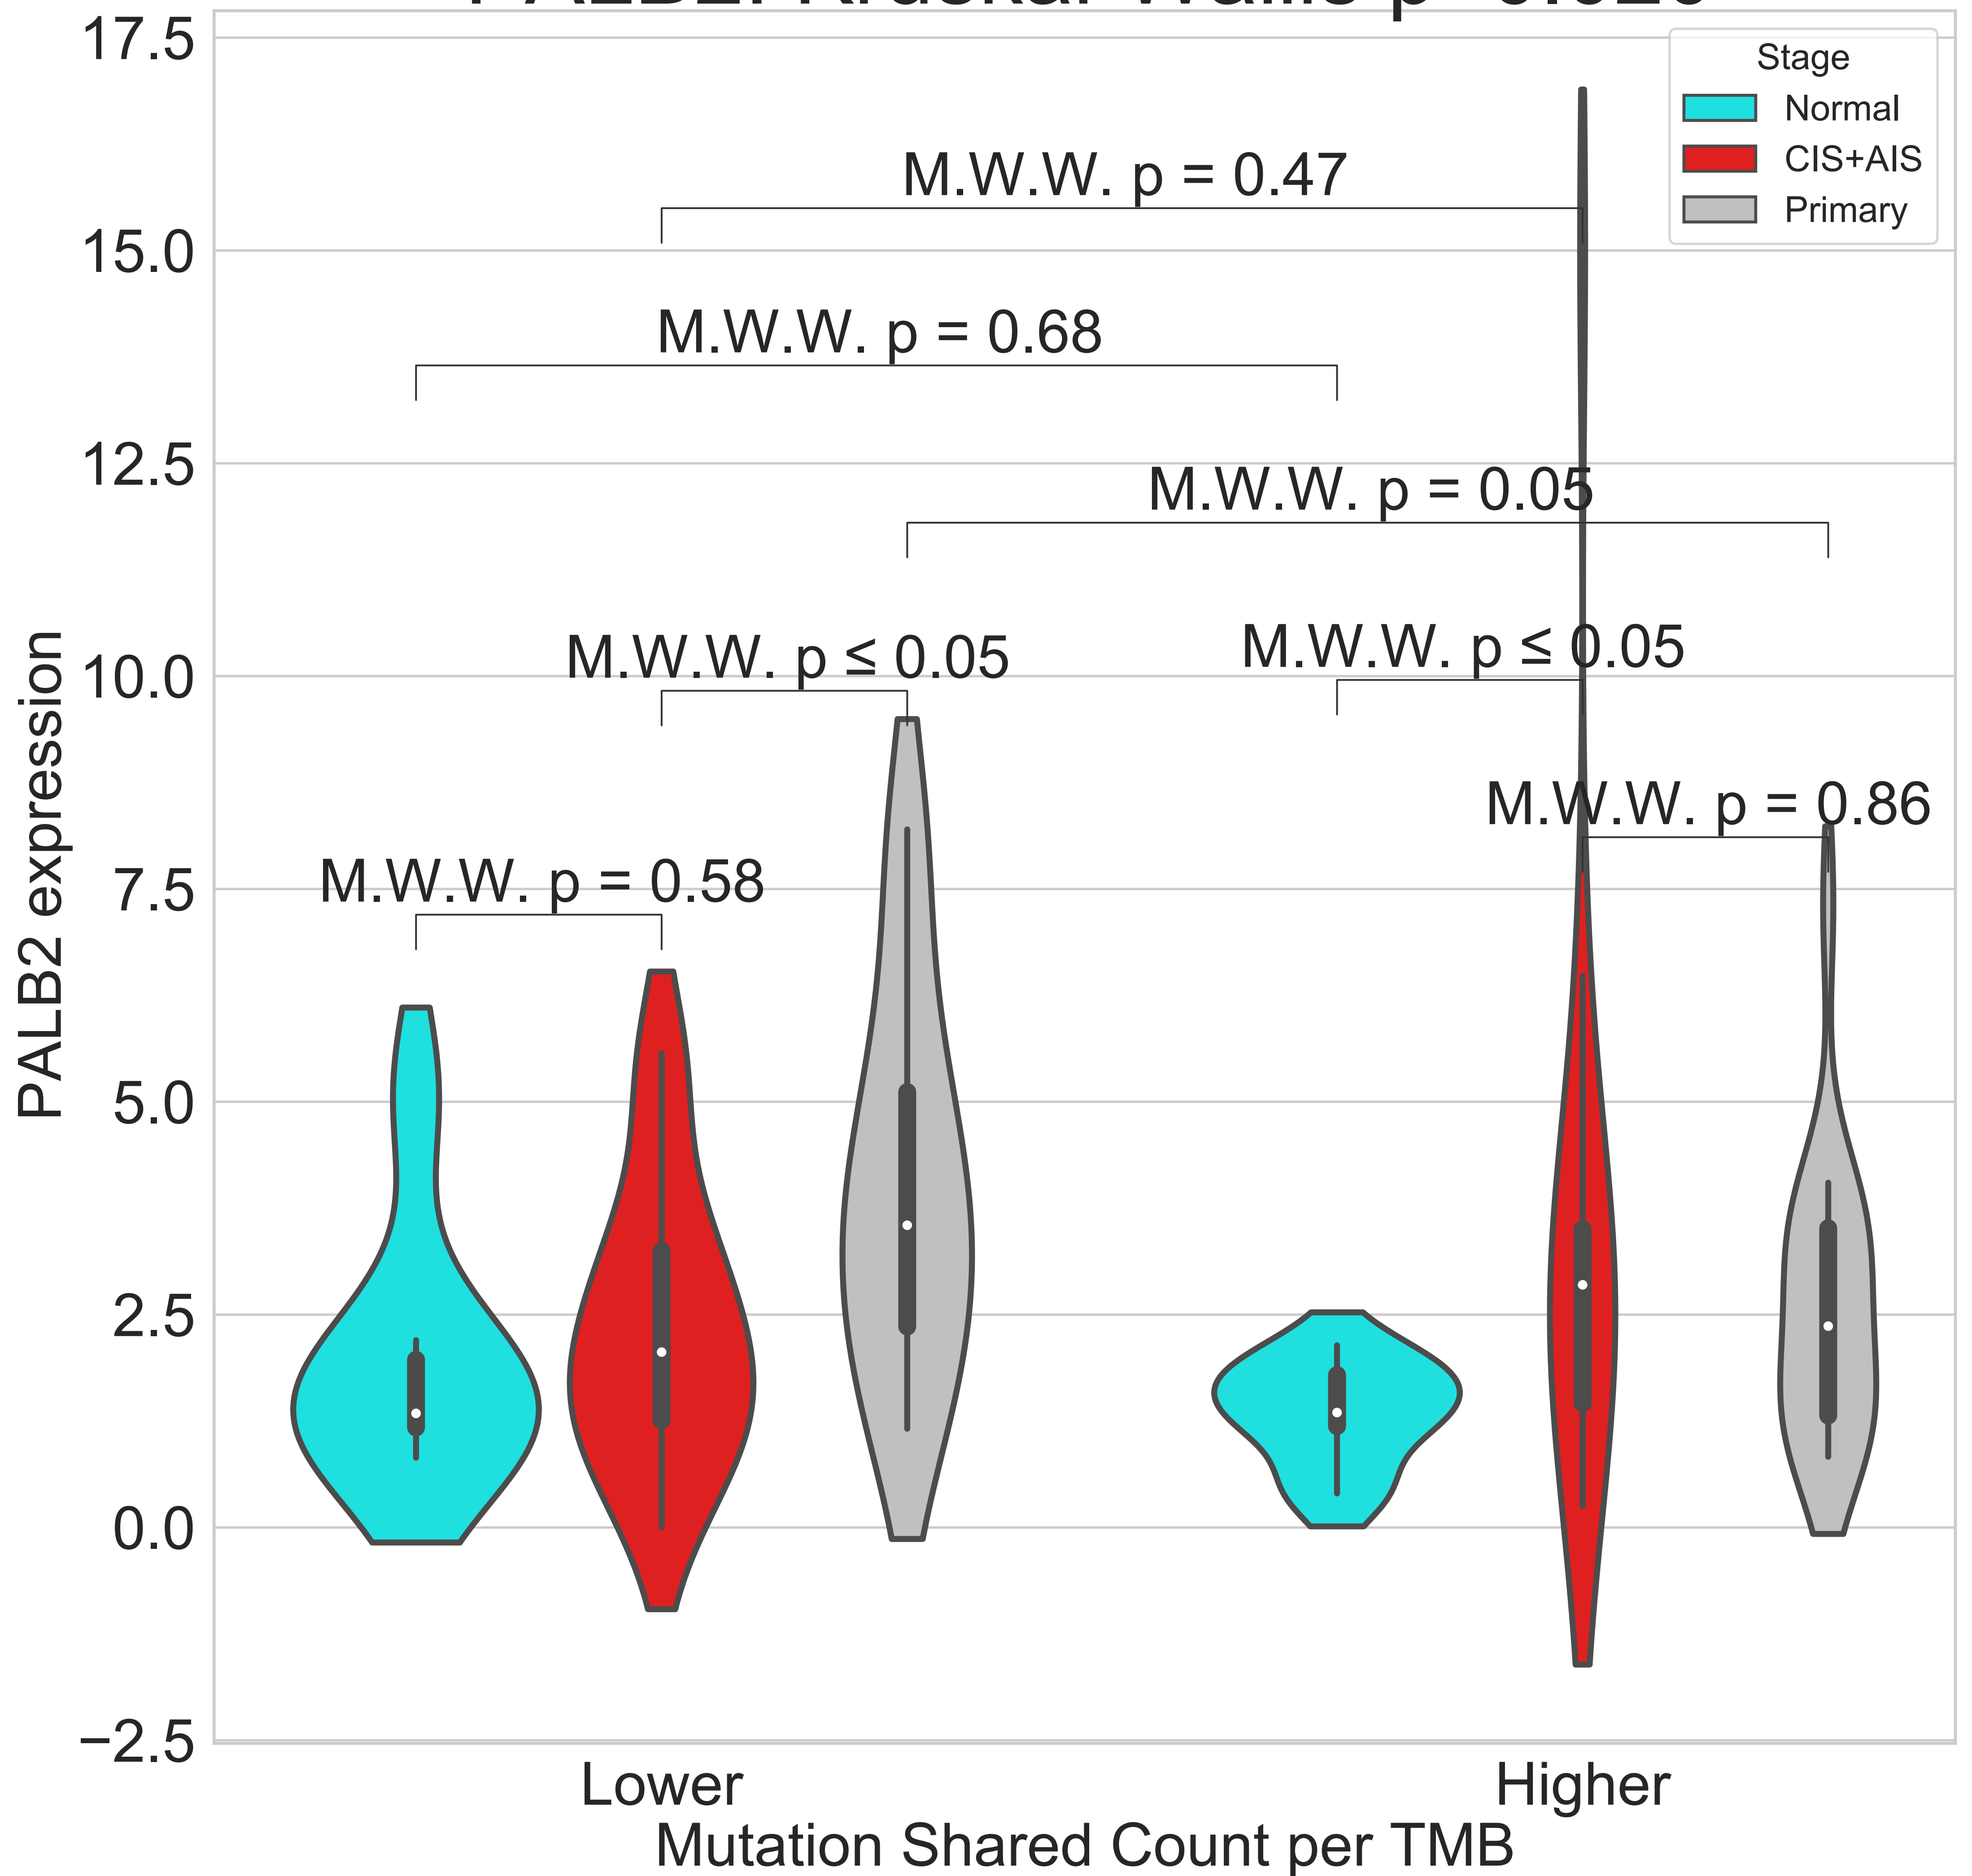 17.5
15.0
12.5
10.0
7.5
5.0
2.5
0.0
−2.5
PALB2 expression
Stage
Normal
CIS+AIS
Primary
M.W.W. p = 0.47
M.W.W. p = 0.68
M.W.W. p = 0.05
M.W.W. p ≤ 0.05
M.W.W. p ≤ 0.05
M.W.W. p = 0.86
M.W.W. p = 0.58
Lower
Higher
Mutation Shared Count per TMB